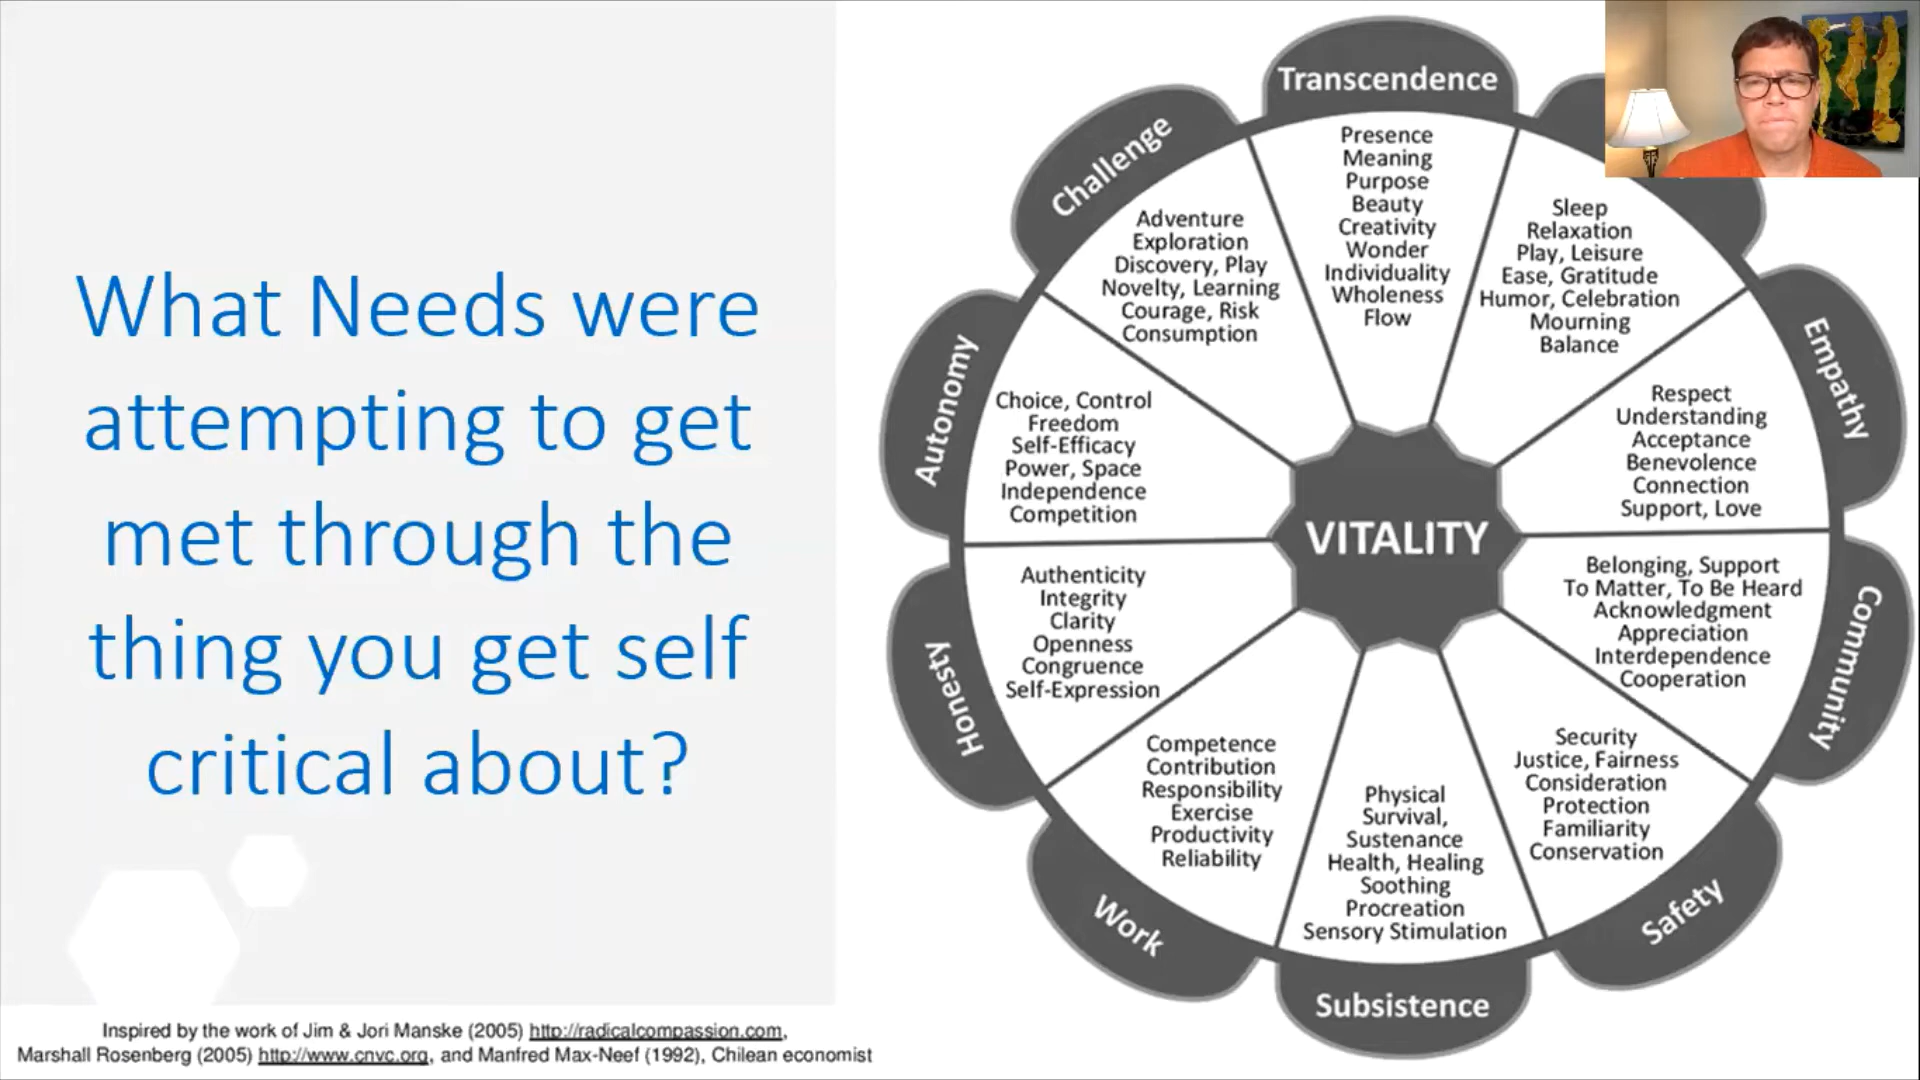 What Needs were
attempting to get
met through the
thing you get self
critical about?
Inspired by the work of Jim & Jori Manske (2005) http://radicalcompassion.com,
Marshall Rosenberg (2005) http://www.cnvc.org, and Manfred Max-Neef (1992), Chilean economist
VITALITY
Transcendence
Presence
Meaning
Purpose
Beauty
Creativity
Wonder
Individuality
Wholeness
Flow
Sleep
Relaxation
Play, Leisure
Ease, Gratitude
Humor, Celebration
Mourning
Balance
Empathy
Respect
Understanding
Acceptance
Benevolence
Connection
Support, Love
Community
Belonging, Support
To Matter, To Be Heard
Acknowledgment
Appreciation
Interdependence
Cooperation
Safety
Security
Justice, Fairness
Consideration
Protection
Familiarity
Conservation
Subsistence
Physical
Survival,
Sustenance
Health, Healing
Soothing
Procreation
Sensory Stimulation
Work
Competence
Contribution
Responsibility
Exercise
Productivity
Reliability
Honesty
Authenticity
Integrity
Clarity
Openness
Congruence
Self-Expression
Autonomy
Choice, Control
Freedom
Self-Efficacy
Power, Space
Independence
Competition
Challenge
Adventure
Exploration
Discovery, Play
Novelty, Learning
Courage, Risk
Consumption